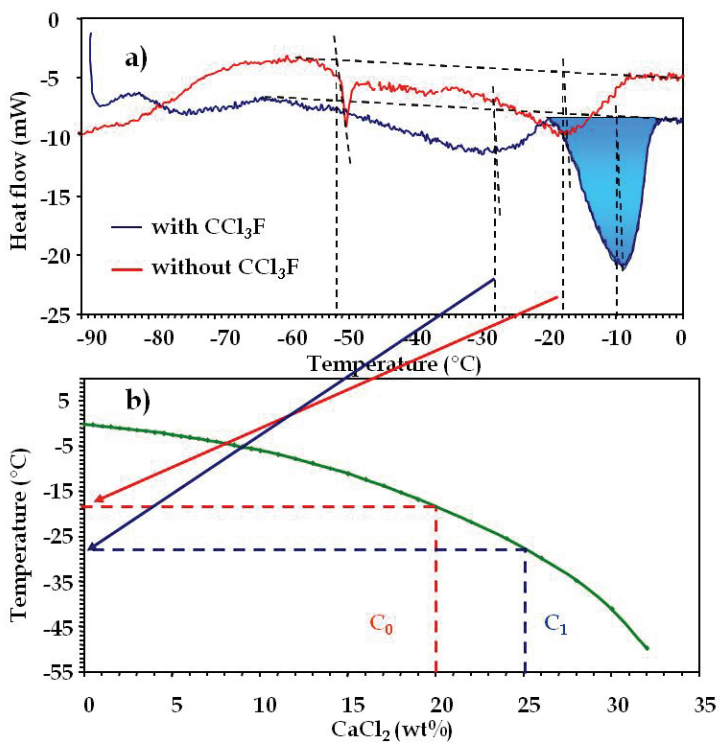 a)
0
-5
-10
-15
-20
-25
Heat flow (mW)
with CCl₃F
without CCl₃F
-90 -80 -70 -60 -50 -40 -30 -20 -10 0
Temperature (°C)
b)
5
-5
-15
-25
-35
-45
-55
Temperature (°C)
C₀ C₁
0 5 10 15 20 25 30 35
CaCl₂ (wt%)